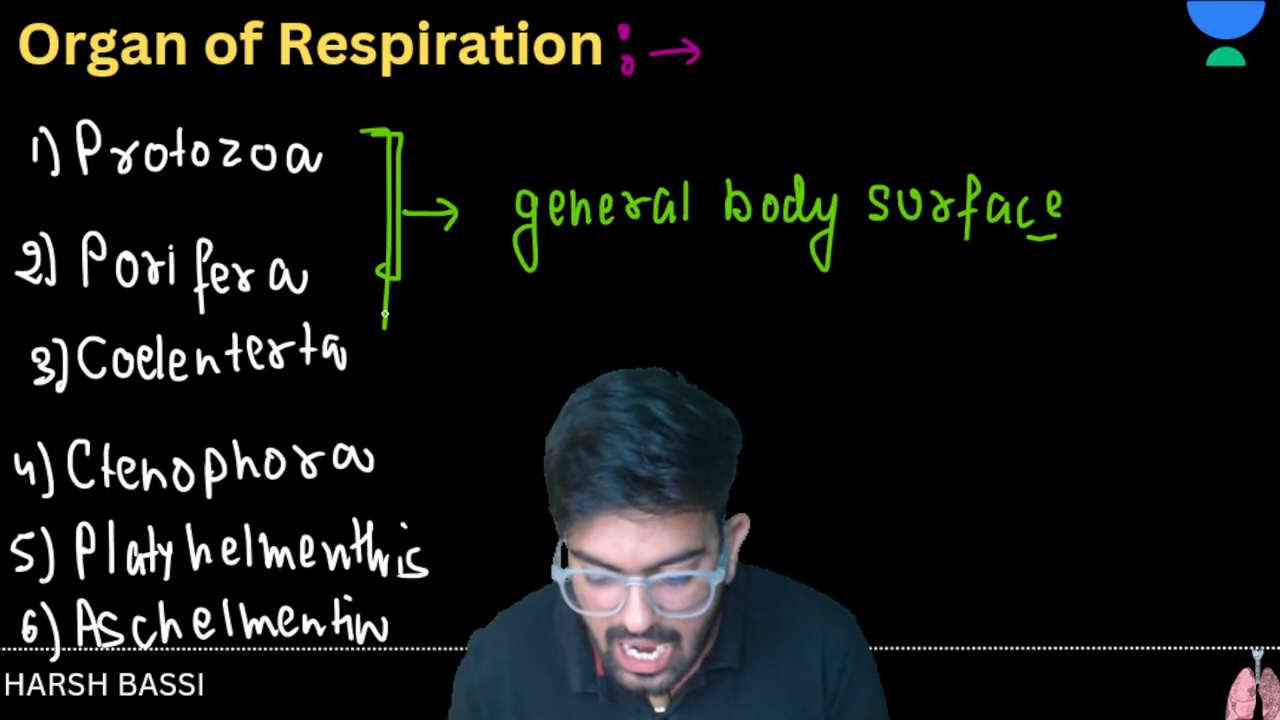 Organ of Respiration :→
1) Protozoa
→ general body surface
2) Porifera
3) Coelenterta
4) Ctenophora
5) Platyhelmenthis
6) Aschelmentin
HARSH BASSI